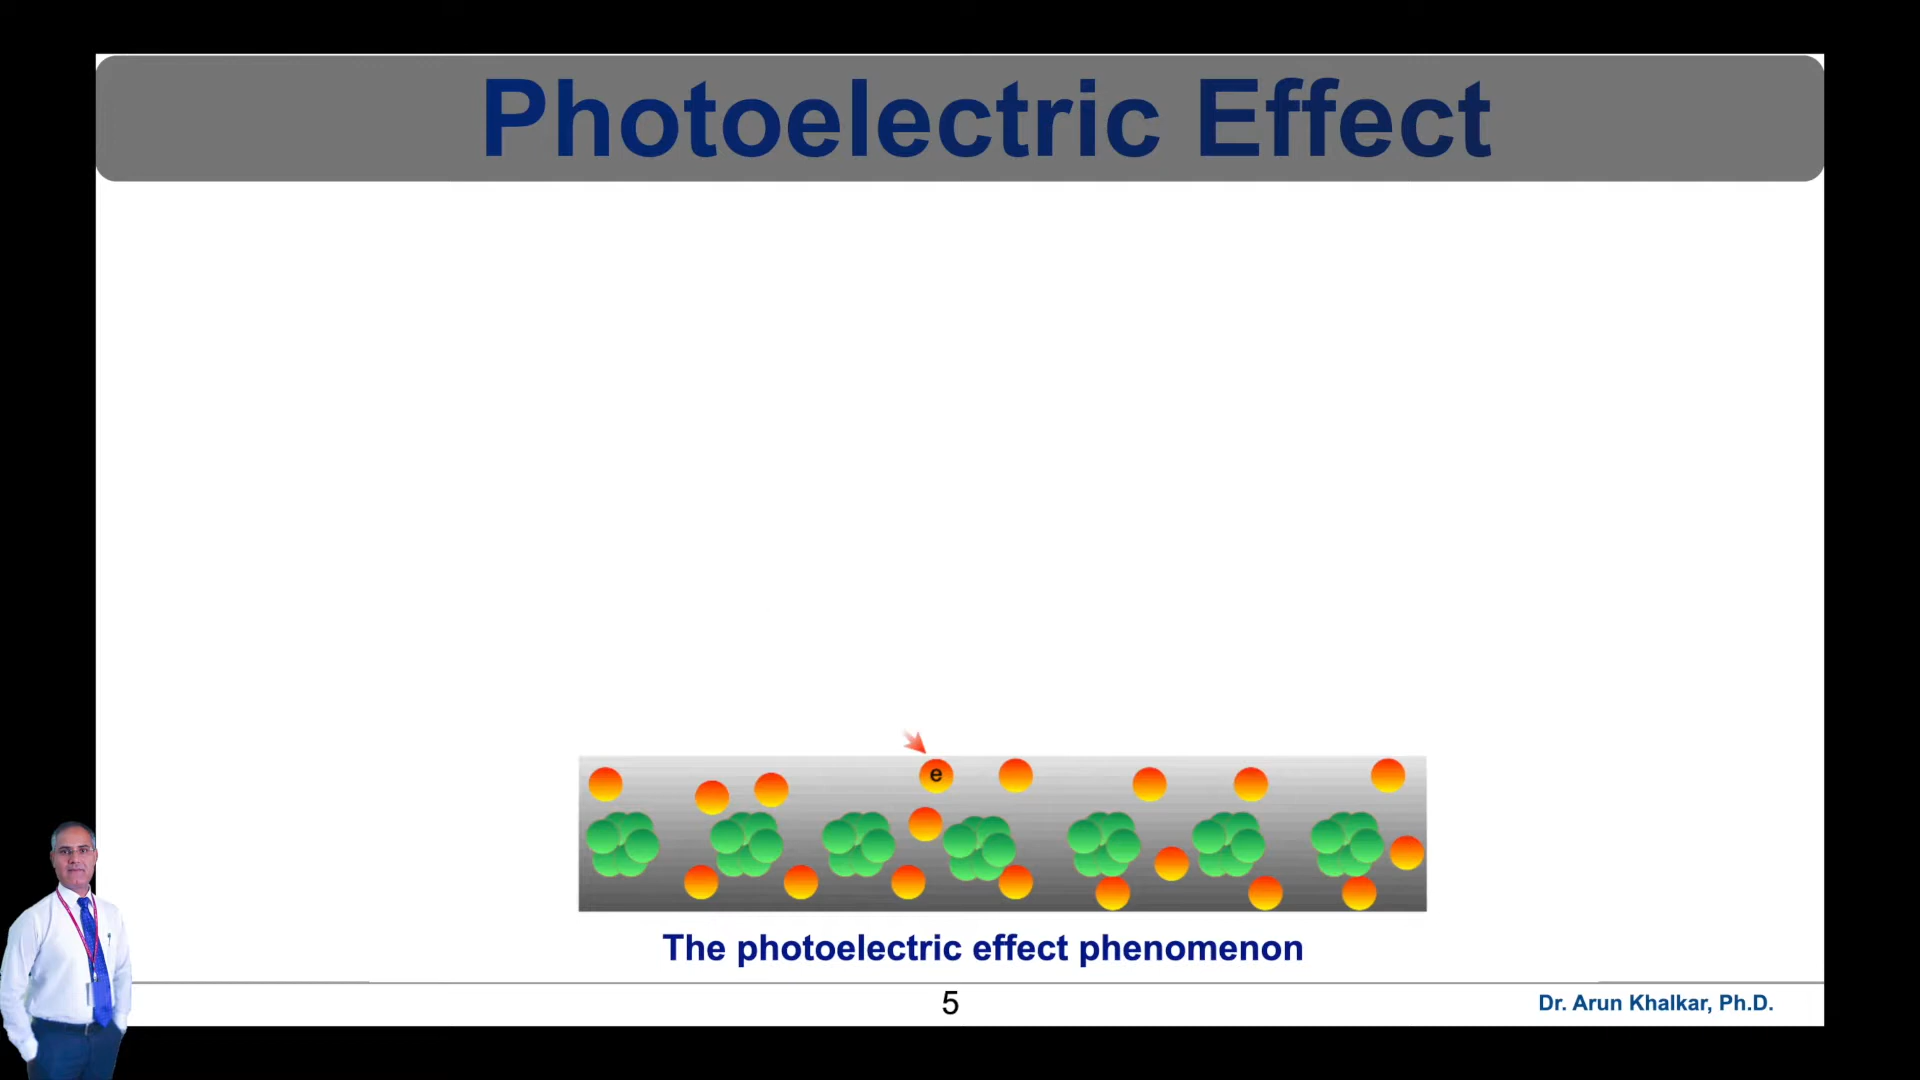 Photoelectric Effect
e
The photoelectric effect phenomenon
5
Dr. Arun Khalkar, Ph.D.